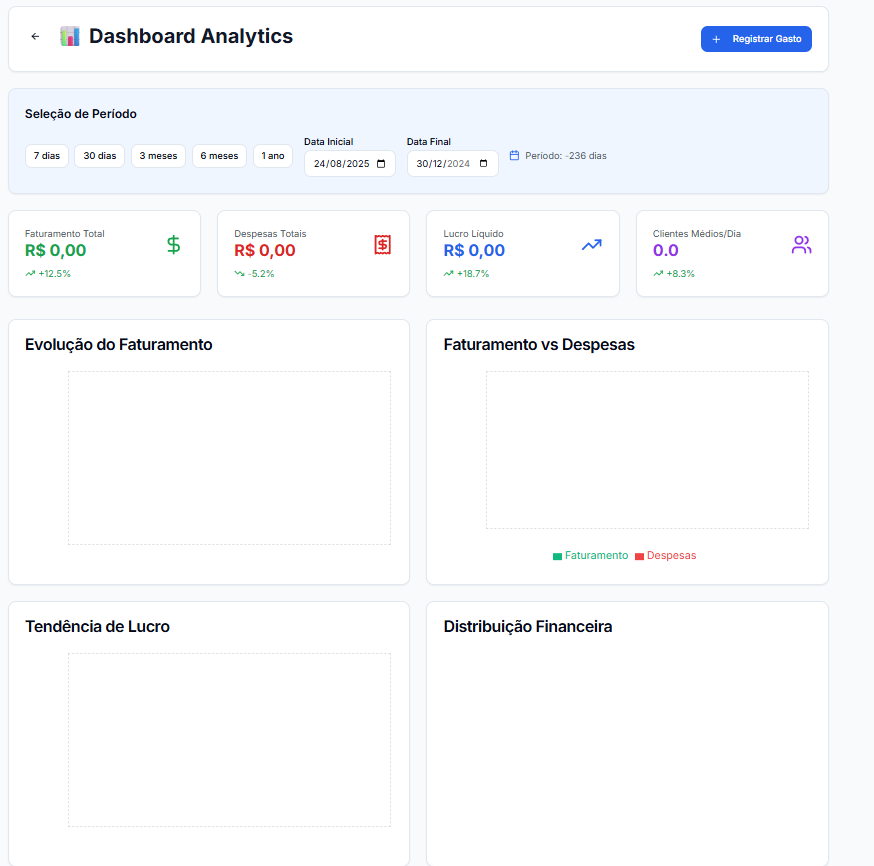 Dashboard Analytics
Registrar Gasto
Seleção de Período
7 dias
30 dias
3 meses
6 meses
1 ano
Data Inicial
24/08/2025
Data Final
30/12/2024
Período: -236 dias
Faturamento Total
R$ 0,00
+12.5%
Despesas Totais
R$ 0,00
-5.2%
Lucro Líquido
R$ 0,00
+18.7%
Clientes Médios/Dia
0.0
+8.3%
Evolução do Faturamento
Faturamento vs Despesas
Faturamento
Despesas
Tendência de Lucro
Distribuição Financeira